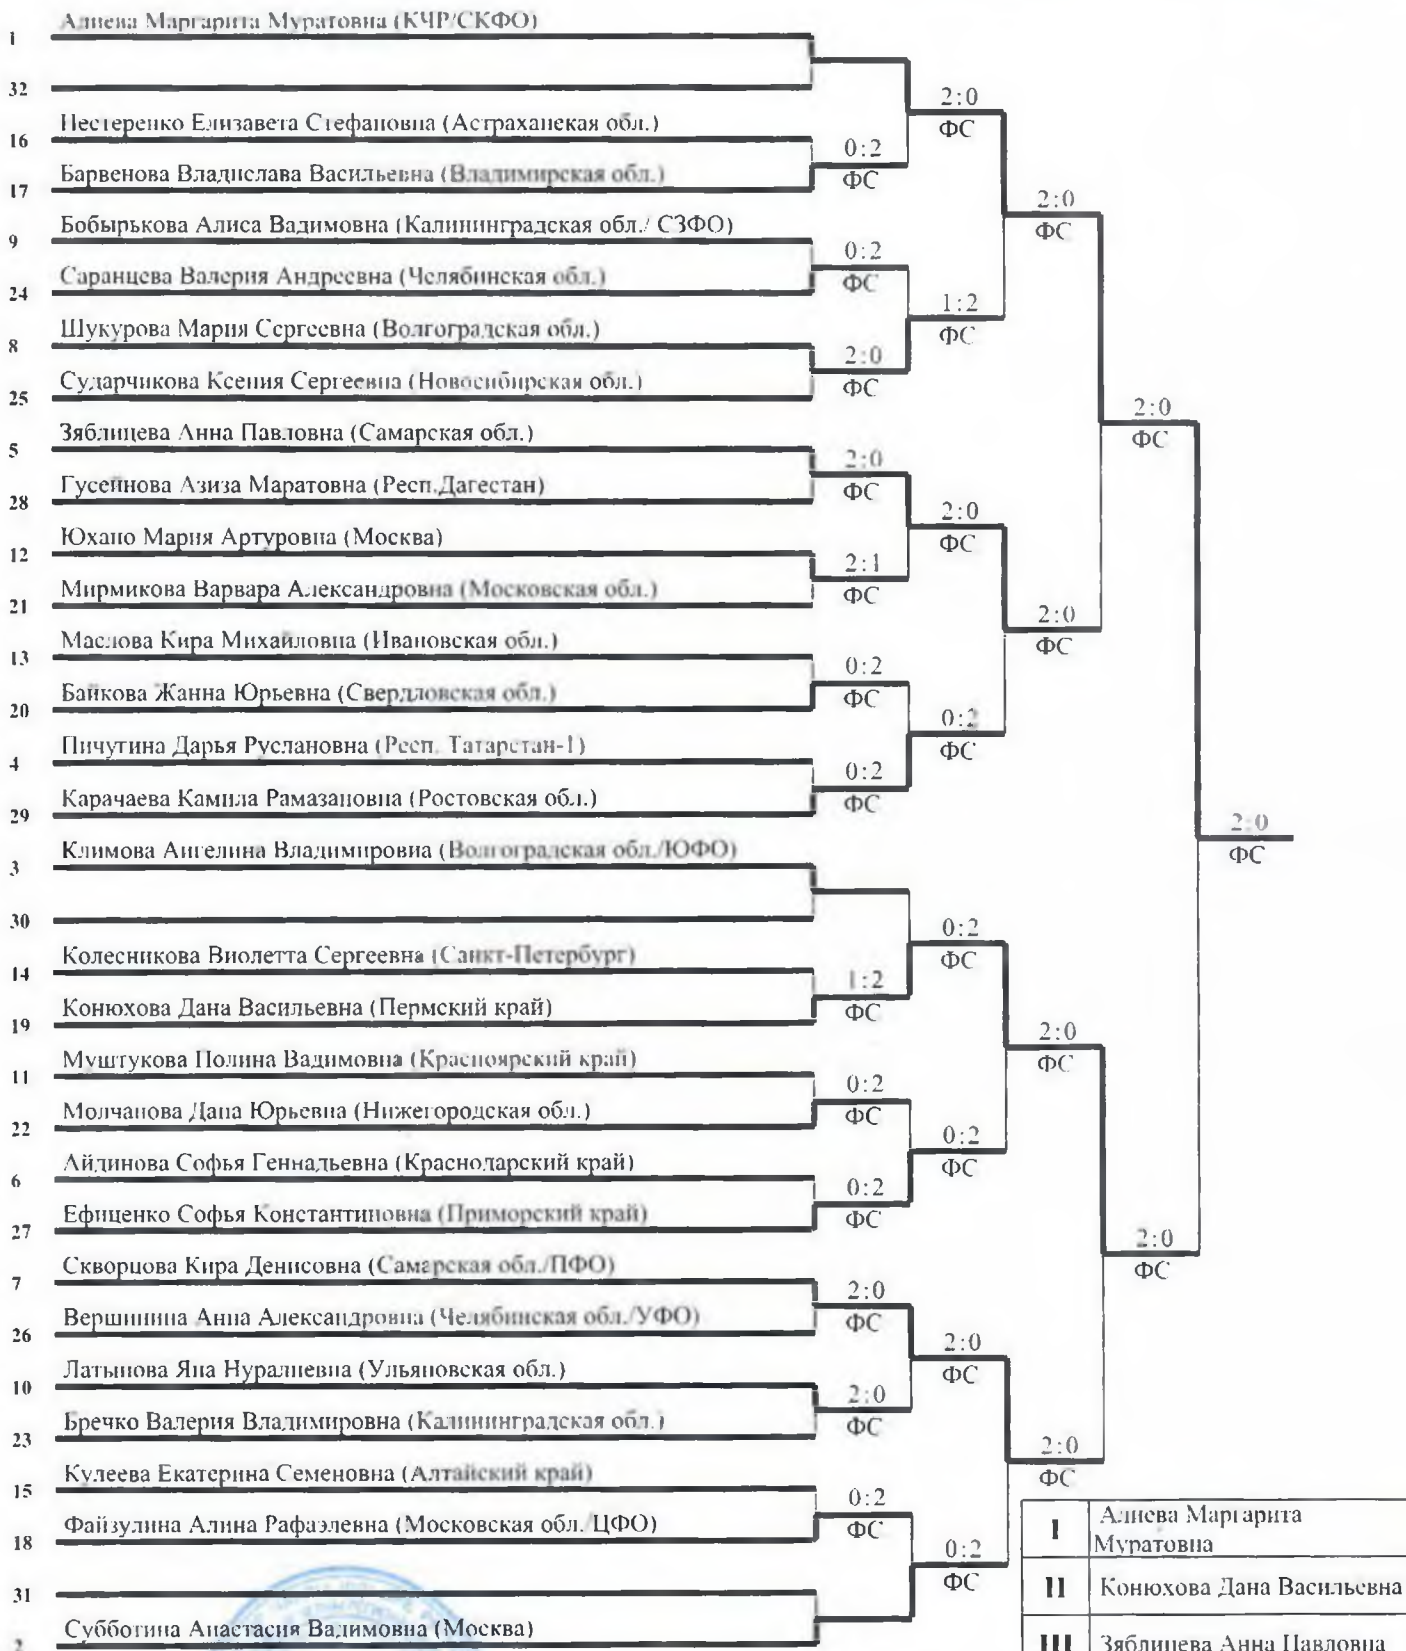 1 Алиева Маргарита Муратовна (КЧР/СКФО)
32
2:0
ФС
16 Нестеренко Елизавета Стефановна (Астраханская обл.)
0:2
ФС
17 Барвенова Владислава Васильевна (Владимирская обл.)
2:0
ФС
9 Бобырькова Алиса Вадимовна (Калининградская обл./ СЗФО)
0:2
ФС
24 Саранцева Валерия Андреевна (Челябинская обл.)
1:2
ФС
8 Шукурова Мария Сергеевна (Волгоградская обл.)
2:0
ФС
25 Сударчикова Ксения Сергеевна (Новосибирская обл.)
2:0
ФС
5 Зяблицева Анна Павловна (Самарская обл.)
2:0
ФС
28 Гусейнова Азиза Маратовна (Респ.Дагестан)
2:0
ФС
12 Юхано Мария Артуровна (Москва)
2:1
ФС
21 Мирмикова Варвара Александровна (Московская обл.)
2:0
ФС
13 Маслова Кира Михайловна (Ивановская обл.)
0:2
ФС
20 Байкова Жанна Юрьевна (Свердловская обл.)
0:2
ФС
4 Пичугина Дарья Руслановна (Респ. Татарстан-1)
0:2
ФС
29 Карачаева Камила Рамазановна (Ростовская обл.)
2:0
ФС
3 Климова Ангелина Владимировна (Волгоградская обл./ЮФО)
30
0:2
ФС
14 Колесникова Виолетта Сергеевна (Санкт-Петербург)
1:2
ФС
19 Конюхова Дана Васильевна (Пермский край)
2:0
ФС
11 Муштукова Полина Вадимовна (Красноярский край)
0:2
ФС
22 Молчанова Дана Юрьевна (Нижегородская обл.)
0:2
ФС
6 Айдинова Софья Геннадьевна (Краснодарский край)
0:2
ФС
27 Ефиценко Софья Константиновна (Приморский край)
2:0
ФС
7 Скворцова Кира Денисовна (Самарская обл./ПФО)
2:0
ФС
26 Вершинина Анна Александровна (Челябинская обл./УФО)
2:0
ФС
10 Латынова Яна Нуралиевна (Ульяновская обл.)
2:0
ФС
23 Бречко Валерия Владимировна (Калининградская обл.)
2:0
ФС
15 Кулеева Екатерина Семеновна (Алтайский край)
0:2
ФС
18 Файзулина Алина Рафаэлевна (Московская обл./ЦФО)
0:2
ФС
31
2 Субботина Анастасия Вадимовна (Москва)
I Алиева Маргарита
Муратовна
II Конюхова Дана Васильевна
III Зяблицева Анна Павловна